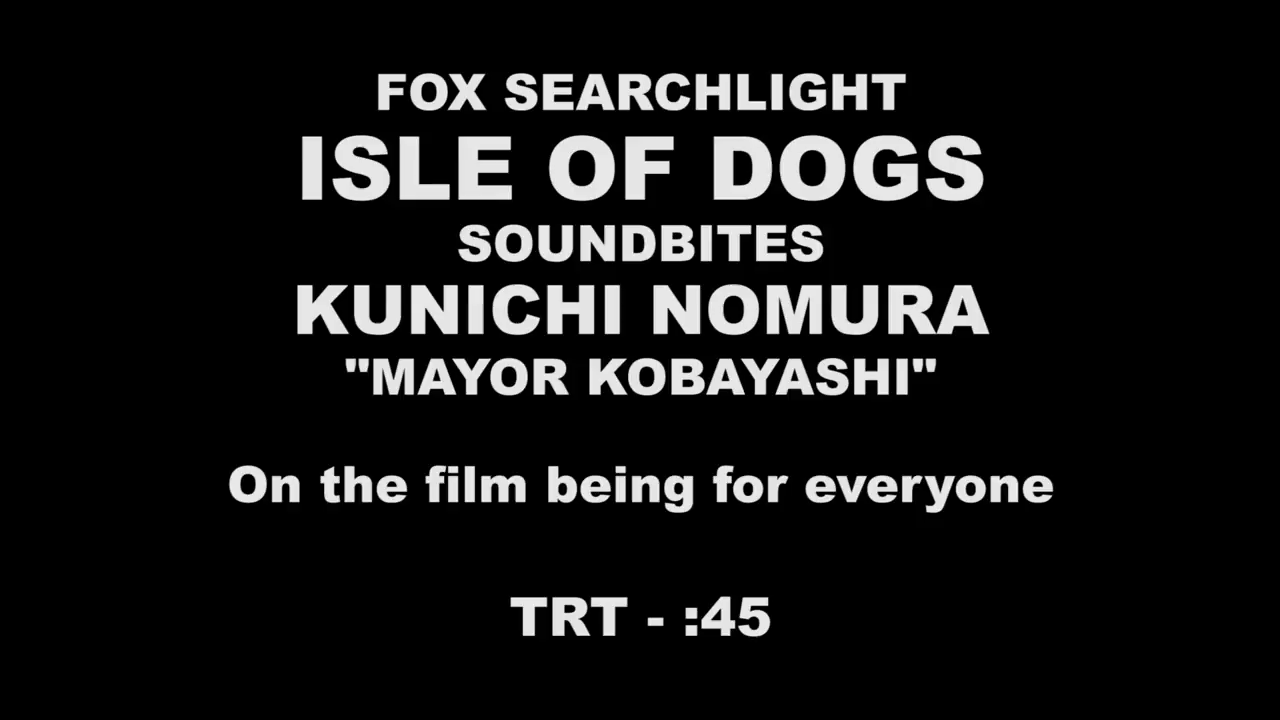 FOX SEARCHLIGHT
ISLE OF DOGS
SOUNDBITES
KUNICHI NOMURA
"MAYOR KOBAYASHI"
On the film being for everyone
TRT - :45